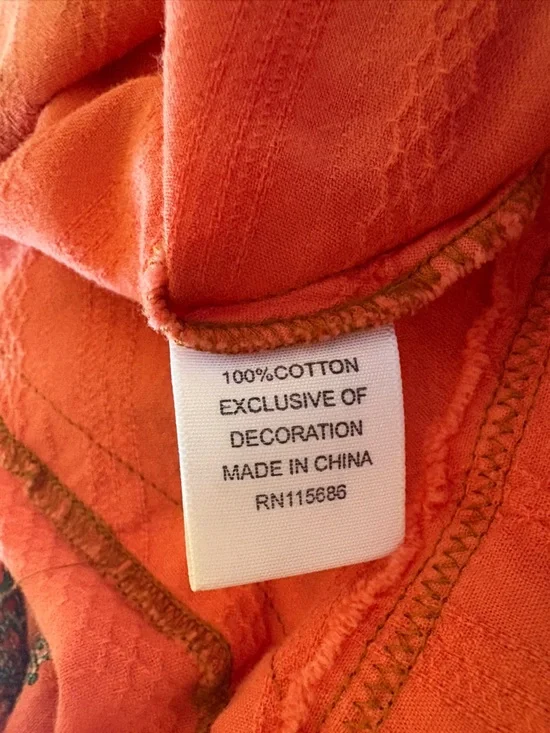 100%COTTON
EXCLUSIVE OF
DECORATION
MADE IN CHINA
RN115686